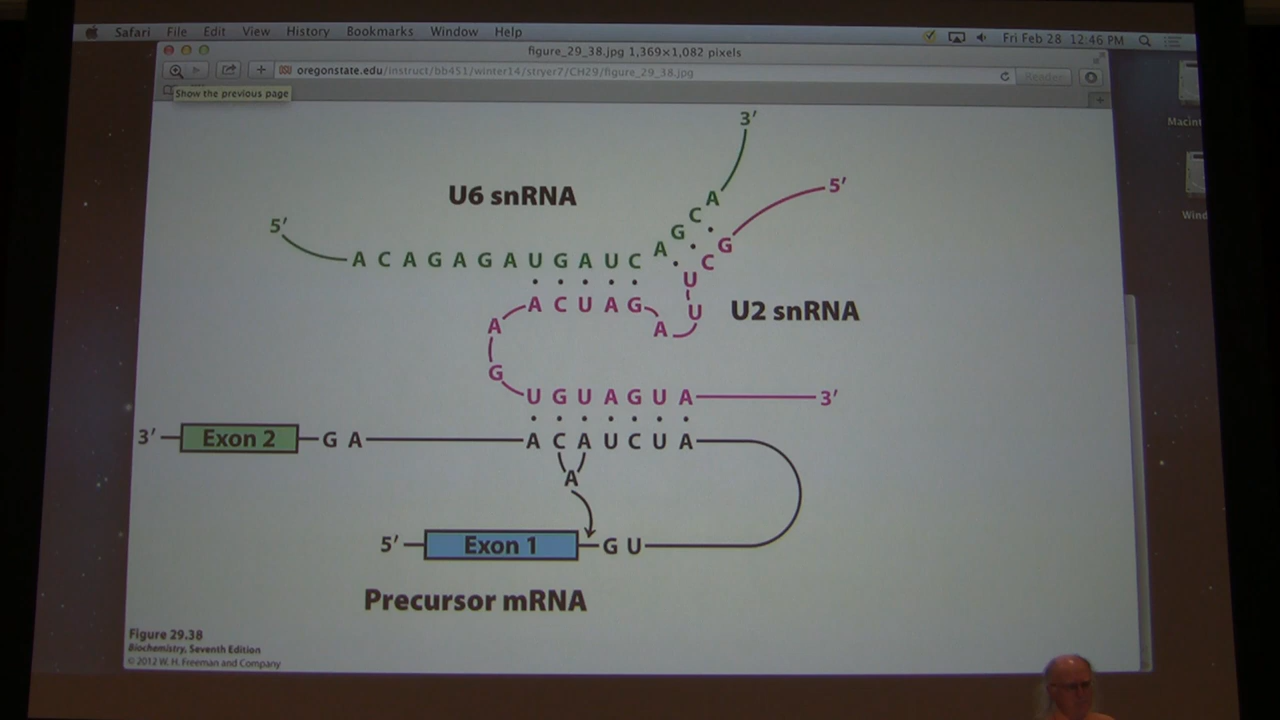 Safari File Edit View History Bookmarks Window Help Fri Feb 28 12:46 PM
figure_29_38.jpg 1,369×1,082 pixels
oregonstate.edu/instruct/bb451/winter14/stryer7/CH29/figure_29_38.jpg Reader
Show the previous page
Macint
Wind
3′
U6 snRNA
5′
5′
A C A G A G A U G A U C A G C A
G C U U A
U2 snRNA
A C U A G
A
G
U G U A G U A 3′
3′ Exon 2 G A A C A U C U A
A
5′ Exon 1 G U
Precursor mRNA
Figure 29.38
Biochemistry, Seventh Edition
© 2012 W. H. Freeman and Company